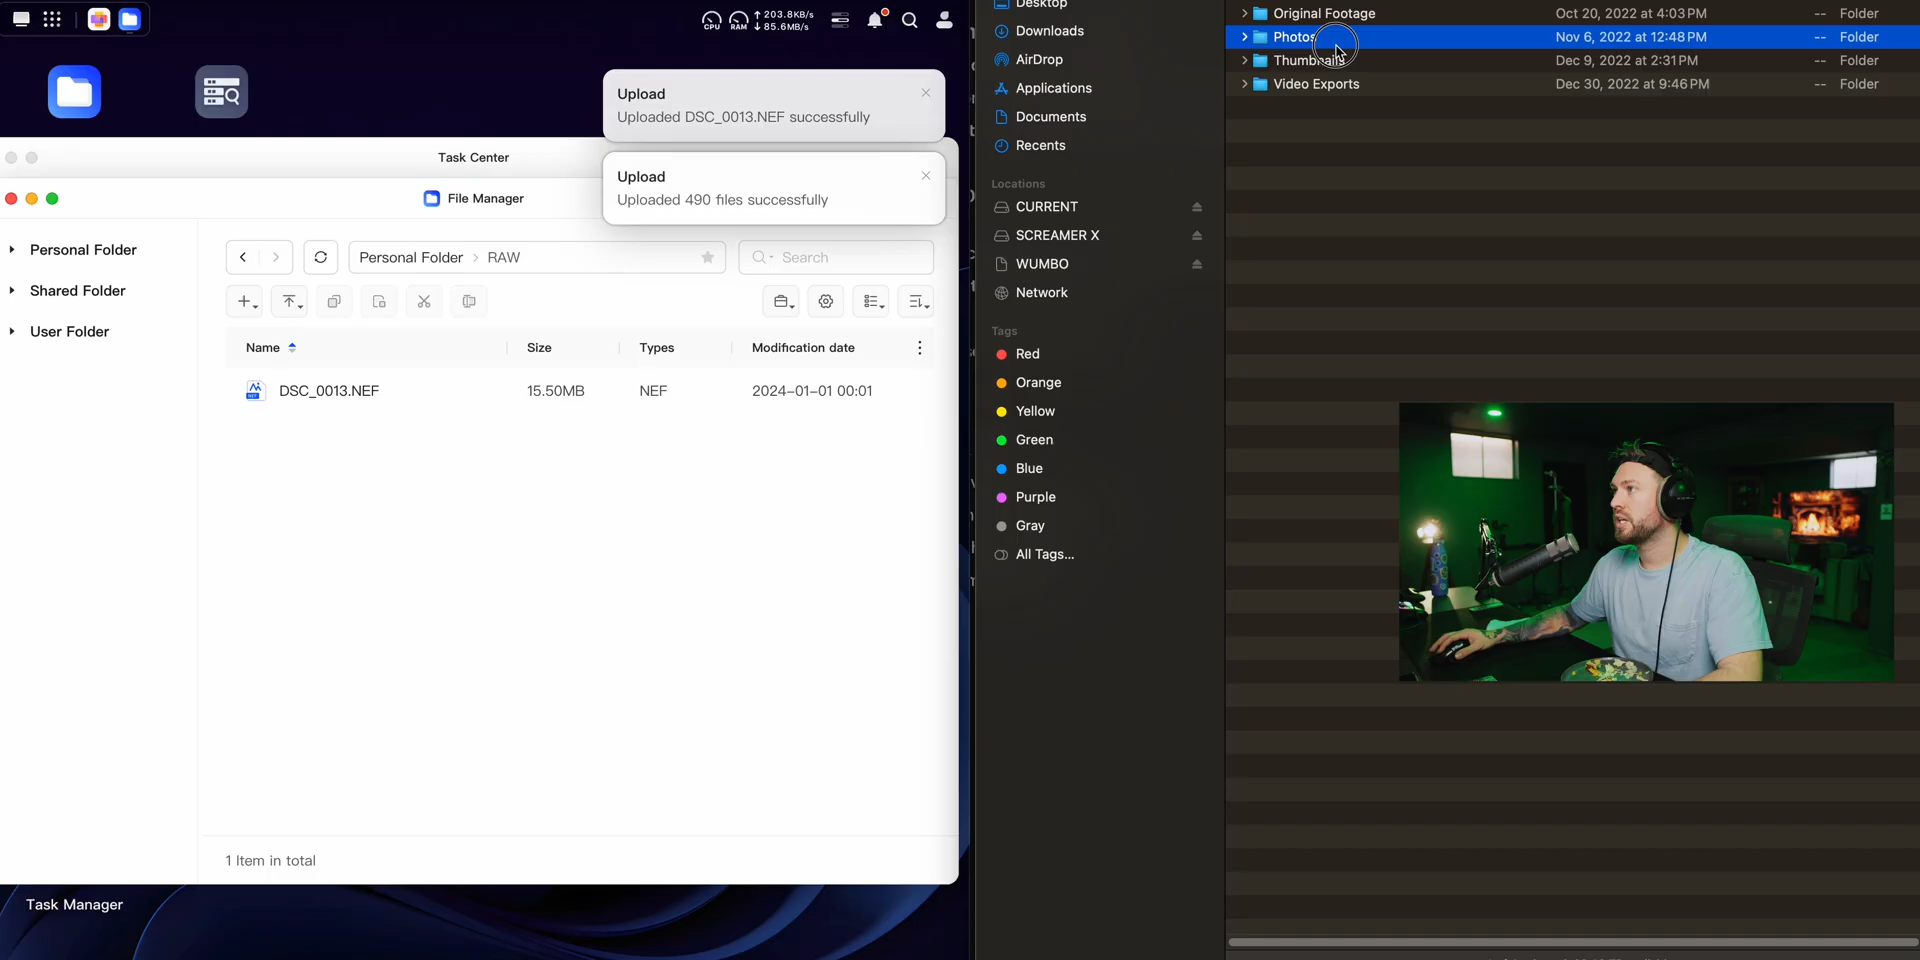 CPU
RAM
↑ 203.8KB/s
↓ 85.6MB/s
Upload
Uploaded DSC_0013.NEF successfully
Task Center
Upload
Uploaded 490 files successfully
File Manager
Personal Folder
Shared Folder
User Folder
Personal Folder > RAW
Search
Name Size Types Modification date
DSC_0013.NEF 15.50MB NEF 2024-01-01 00:01
1 Item in total
Task Manager
Desktop
Downloads
AirDrop
Applications
Documents
Recents
Locations
CURRENT
SCREAMER X
WUMBO
Network
Tags
Red
Orange
Yellow
Green
Blue
Purple
Gray
All Tags...
Original Footage Oct 20, 2022 at 4:03 PM -- Folder
Photos Nov 6, 2022 at 12:48 PM -- Folder
Thumbnails Dec 9, 2022 at 2:31 PM -- Folder
Video Exports Dec 30, 2022 at 9:46 PM -- Folder